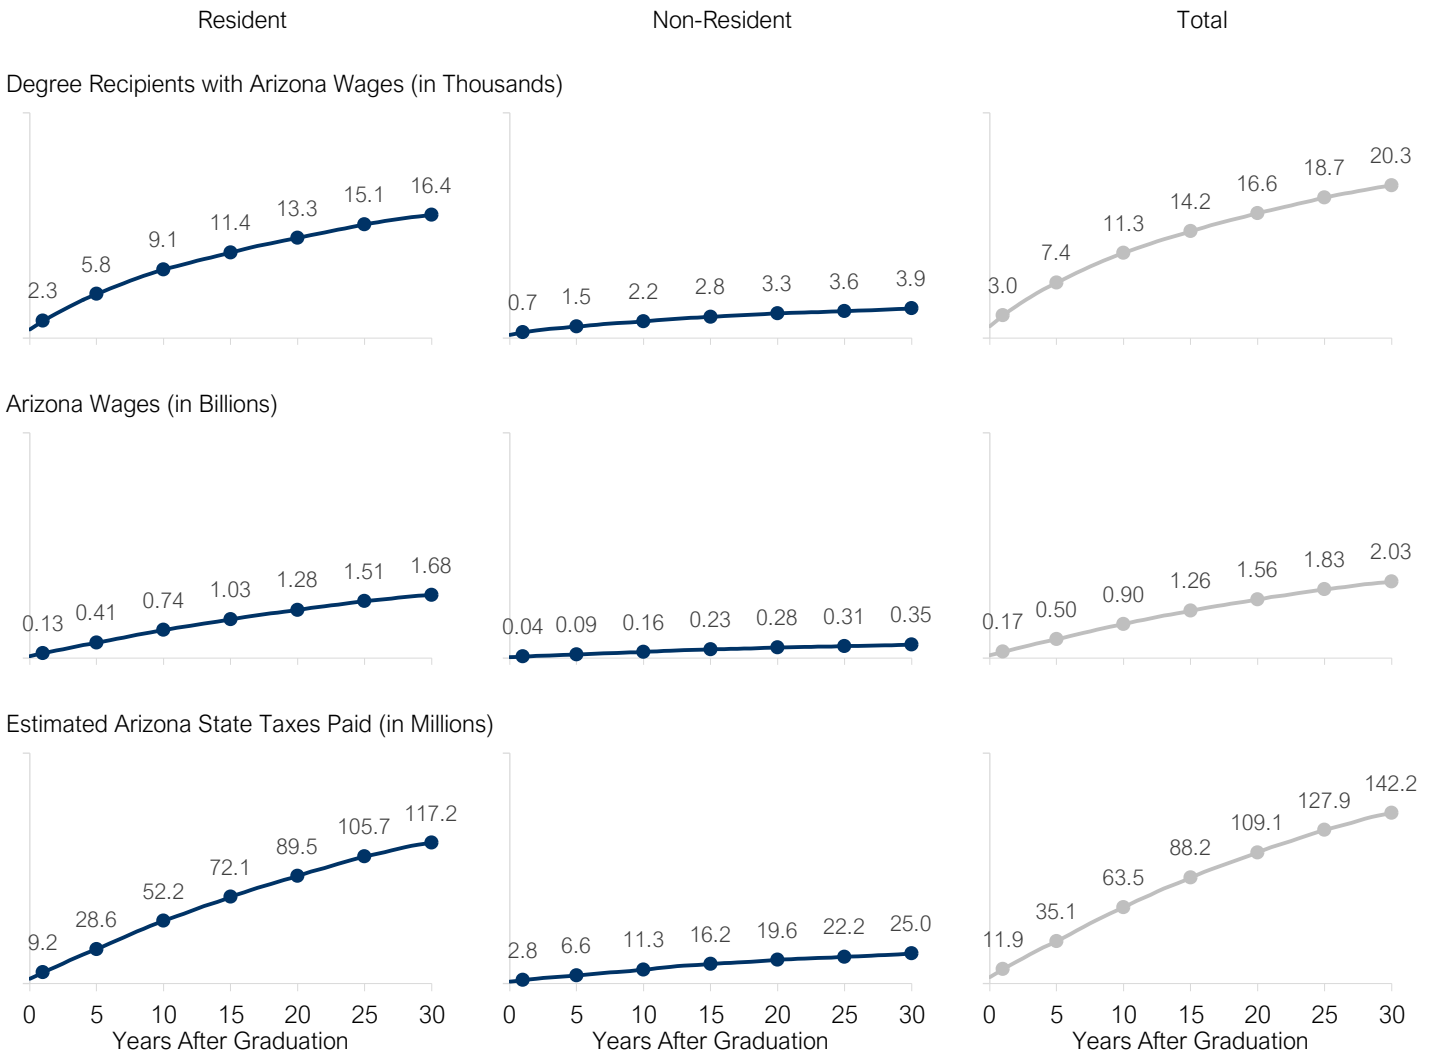 Resident Non-Resident Total
Degree Recipients with Arizona Wages (in Thousands)
2.3 5.8 9.1 11.4 13.3 15.1 16.4
0.7 1.5 2.2 2.8 3.3 3.6 3.9
3.0 7.4 11.3 14.2 16.6 18.7 20.3
Arizona Wages (in Billions)
0.13 0.41 0.74 1.03 1.28 1.51 1.68
0.04 0.09 0.16 0.23 0.28 0.31 0.35
0.17 0.50 0.90 1.26 1.56 1.83 2.03
Estimated Arizona State Taxes Paid (in Millions)
9.2 28.6 52.2 72.1 89.5 105.7 117.2
2.8 6.6 11.3 16.2 19.6 22.2 25.0
11.9 35.1 63.5 88.2 109.1 127.9 142.2
0 5 10 15 20 25 30
Years After Graduation
0 5 10 15 20 25 30
Years After Graduation
0 5 10 15 20 25 30
Years After Graduation